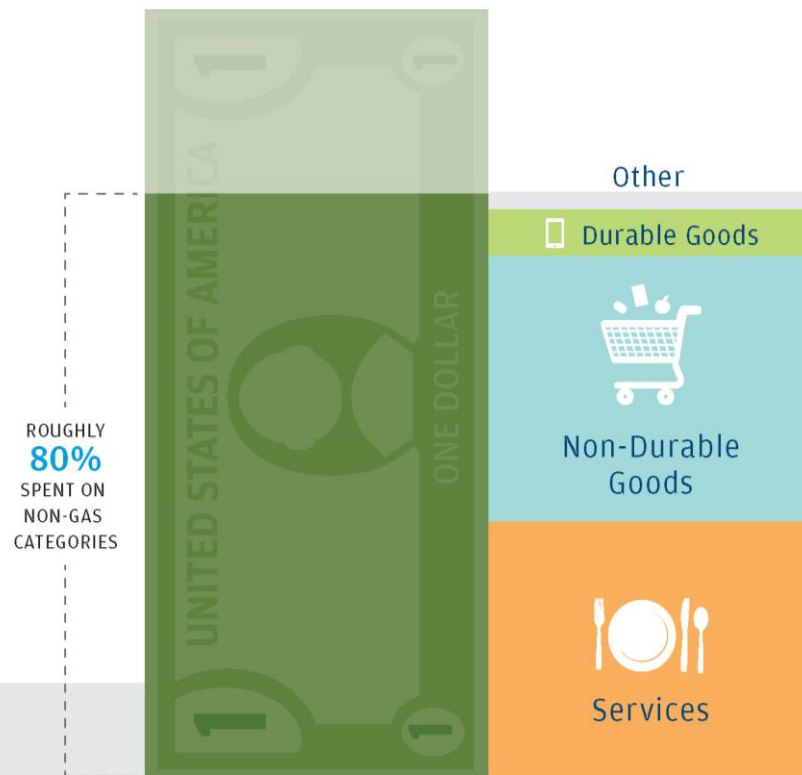 1
1
UNITED STATES OF AMERICA
ONE DOLLAR
1
1
ROUGHLY
80%
SPENT ON
NON-GAS
CATEGORIES
Other
Durable Goods
Non-Durable
Goods
Services